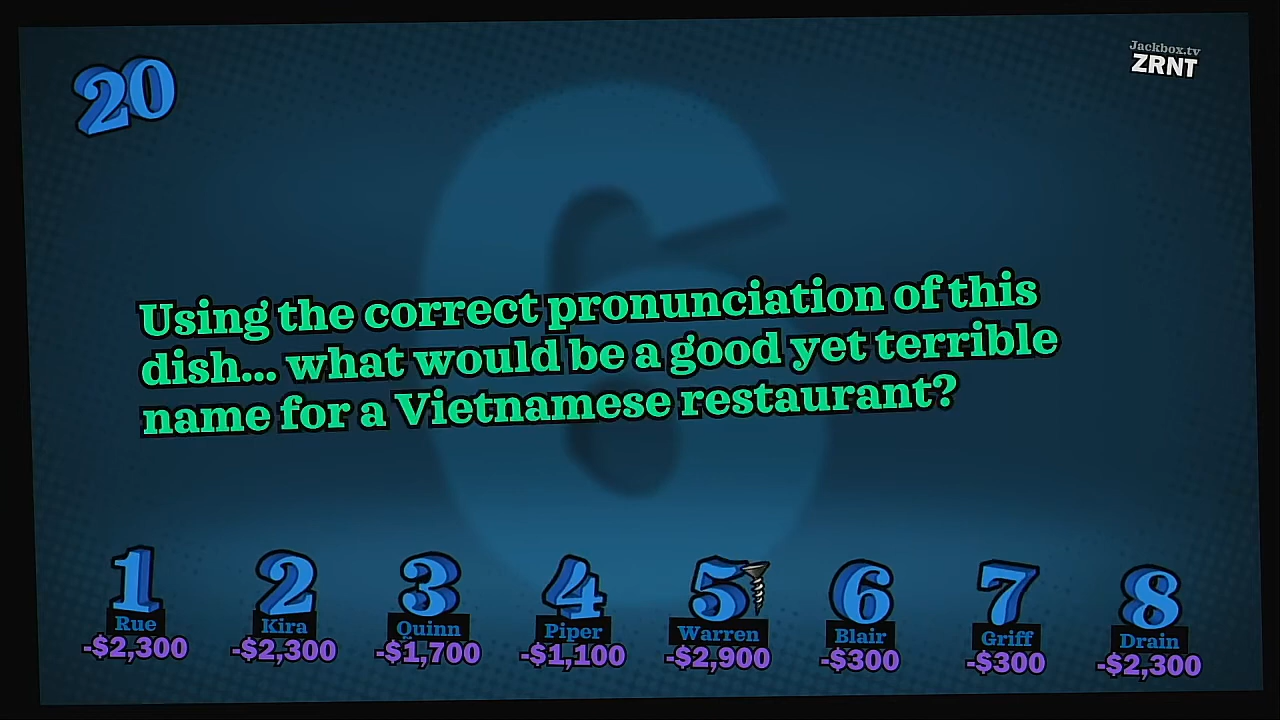 20
Jackbox.tv
ZRNT
Using the correct pronunciation of this
dish... what would be a good yet terrible
name for a Vietnamese restaurant?
1 2 3 4 5 6 7 8
Rue Kira Quinn Piper Warren Blair Griff Drain
-$2,300 -$2,300 -$1,700 -$1,100 -$2,900 -$300 -$300 -$2,300